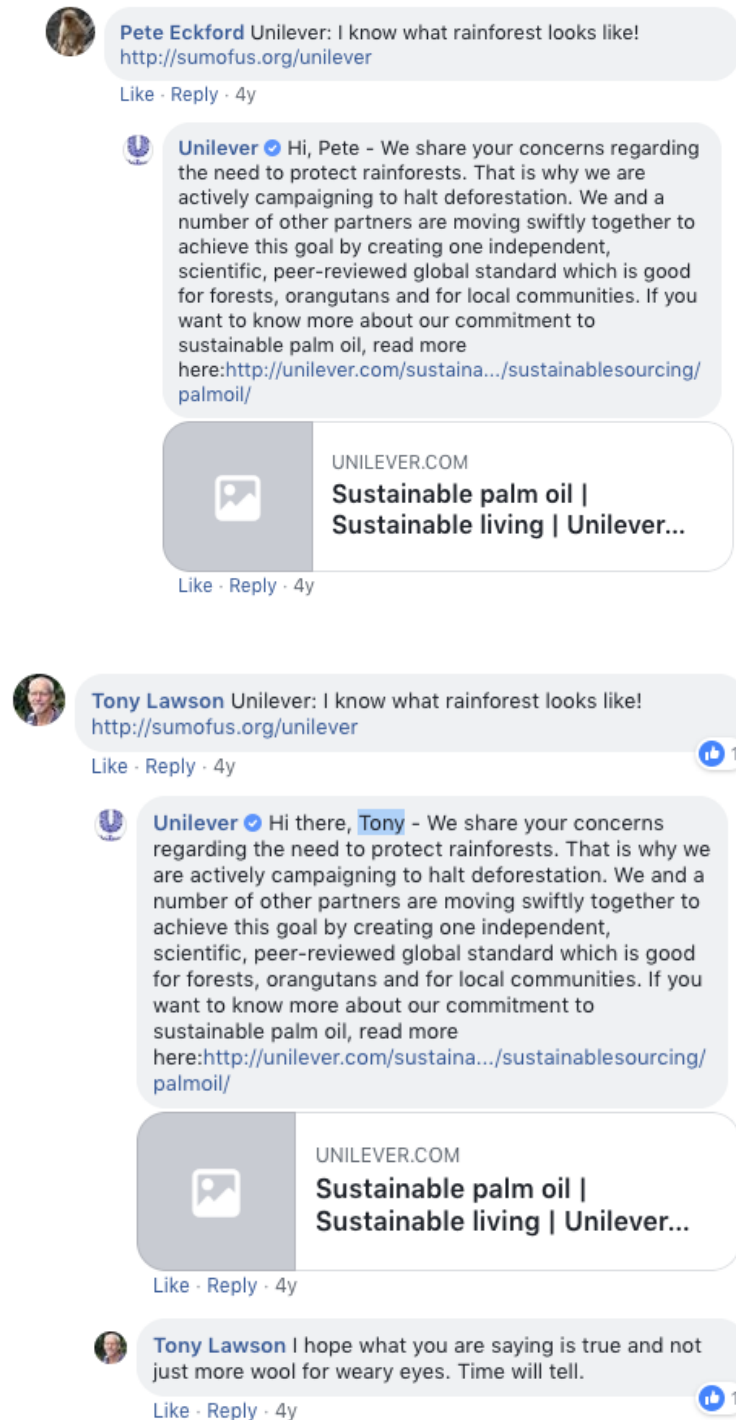 Pete Eckford Unilever: I know what rainforest looks like!
http://sumofus.org/unilever
Like · Reply · 4y
Unilever Hi, Pete - We share your concerns regarding
the need to protect rainforests. That is why we are
actively campaigning to halt deforestation. We and a
number of other partners are moving swiftly together to
achieve this goal by creating one independent,
scientific, peer-reviewed global standard which is good
for forests, orangutans and for local communities. If you
want to know more about our commitment to
sustainable palm oil, read more
here:http://unilever.com/sustaina.../sustainablesourcing/
palmoil/
UNILEVER.COM
Sustainable palm oil |
Sustainable living | Unilever...
Like · Reply · 4y
Tony Lawson Unilever: I know what rainforest looks like!
http://sumofus.org/unilever
1
Like · Reply · 4y
Unilever Hi there, Tony - We share your concerns
regarding the need to protect rainforests. That is why we
are actively campaigning to halt deforestation. We and a
number of other partners are moving swiftly together to
achieve this goal by creating one independent,
scientific, peer-reviewed global standard which is good
for forests, orangutans and for local communities. If you
want to know more about our commitment to
sustainable palm oil, read more
here:http://unilever.com/sustaina.../sustainablesourcing/
palmoil/
UNILEVER.COM
Sustainable palm oil |
Sustainable living | Unilever...
Like · Reply · 4y
Tony Lawson I hope what you are saying is true and not
just more wool for weary eyes. Time will tell.
1
Like · Reply · 4y